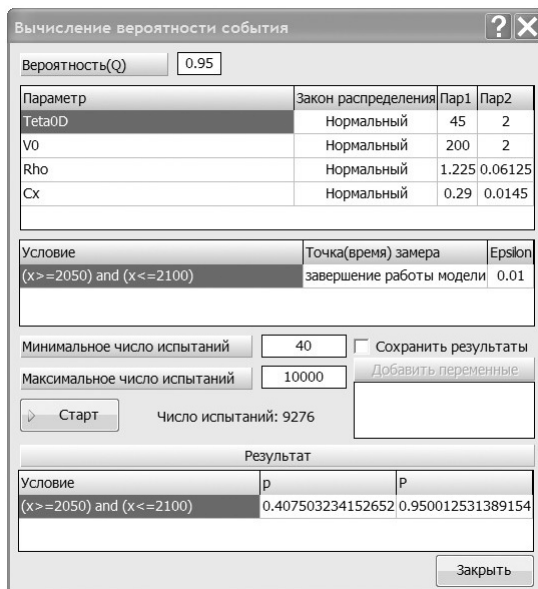 Вычисление вероятности события
Вероятность(Q) 0.95
Параметр Закон распределения Пар1 Пар2
Teta0D Нормальный 45 2
V0 Нормальный 200 2
Rho Нормальный 1.225 0.06125
Cx Нормальный 0.29 0.0145
Условие Точка(время) замера Epsilon
(x>=2050) and (x<=2100) завершение работы модели 0.01
Минимальное число испытаний 40 Сохранить результаты
Максимальное число испытаний 10000 Добавить переменные
Старт Число испытаний: 9276
Результат
Условие p P
(x>=2050) and (x<=2100) 0.407503234152652 0.950012531389154
Закрыть